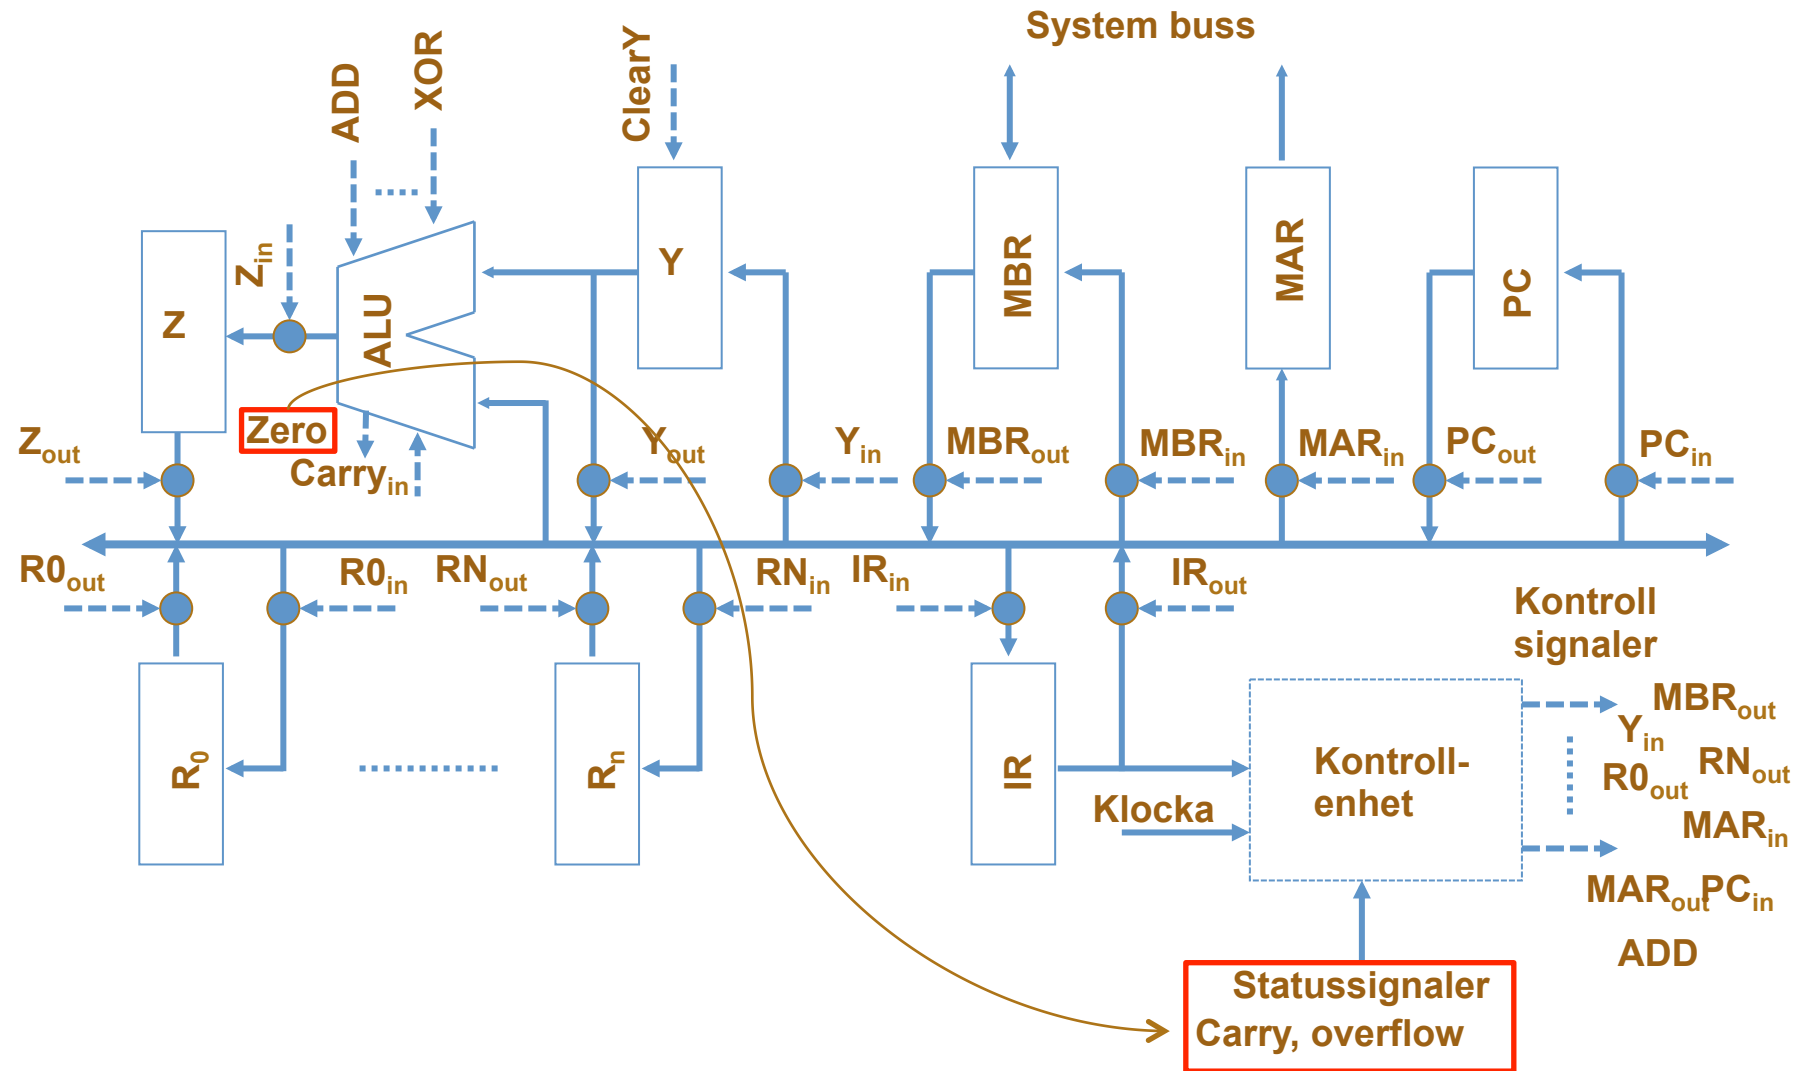 System buss
ADD
XOR
ClearY
Z
Zin
ALU
Y
MBR
MAR
PC
Zero
Zout
Carryin
Yout
Yin
MBRout
MBRin
MARin
PCout
PCin
R0out
R0in
RNout
RNin
IRin
IRout
Kontroll
signaler
R0
Rn
IR
Klocka
Kontroll-
enhet
MBRout
Yin
R0out
RNout
MARin
MARout
PCin
ADD
Statussignaler
Carry, overflow